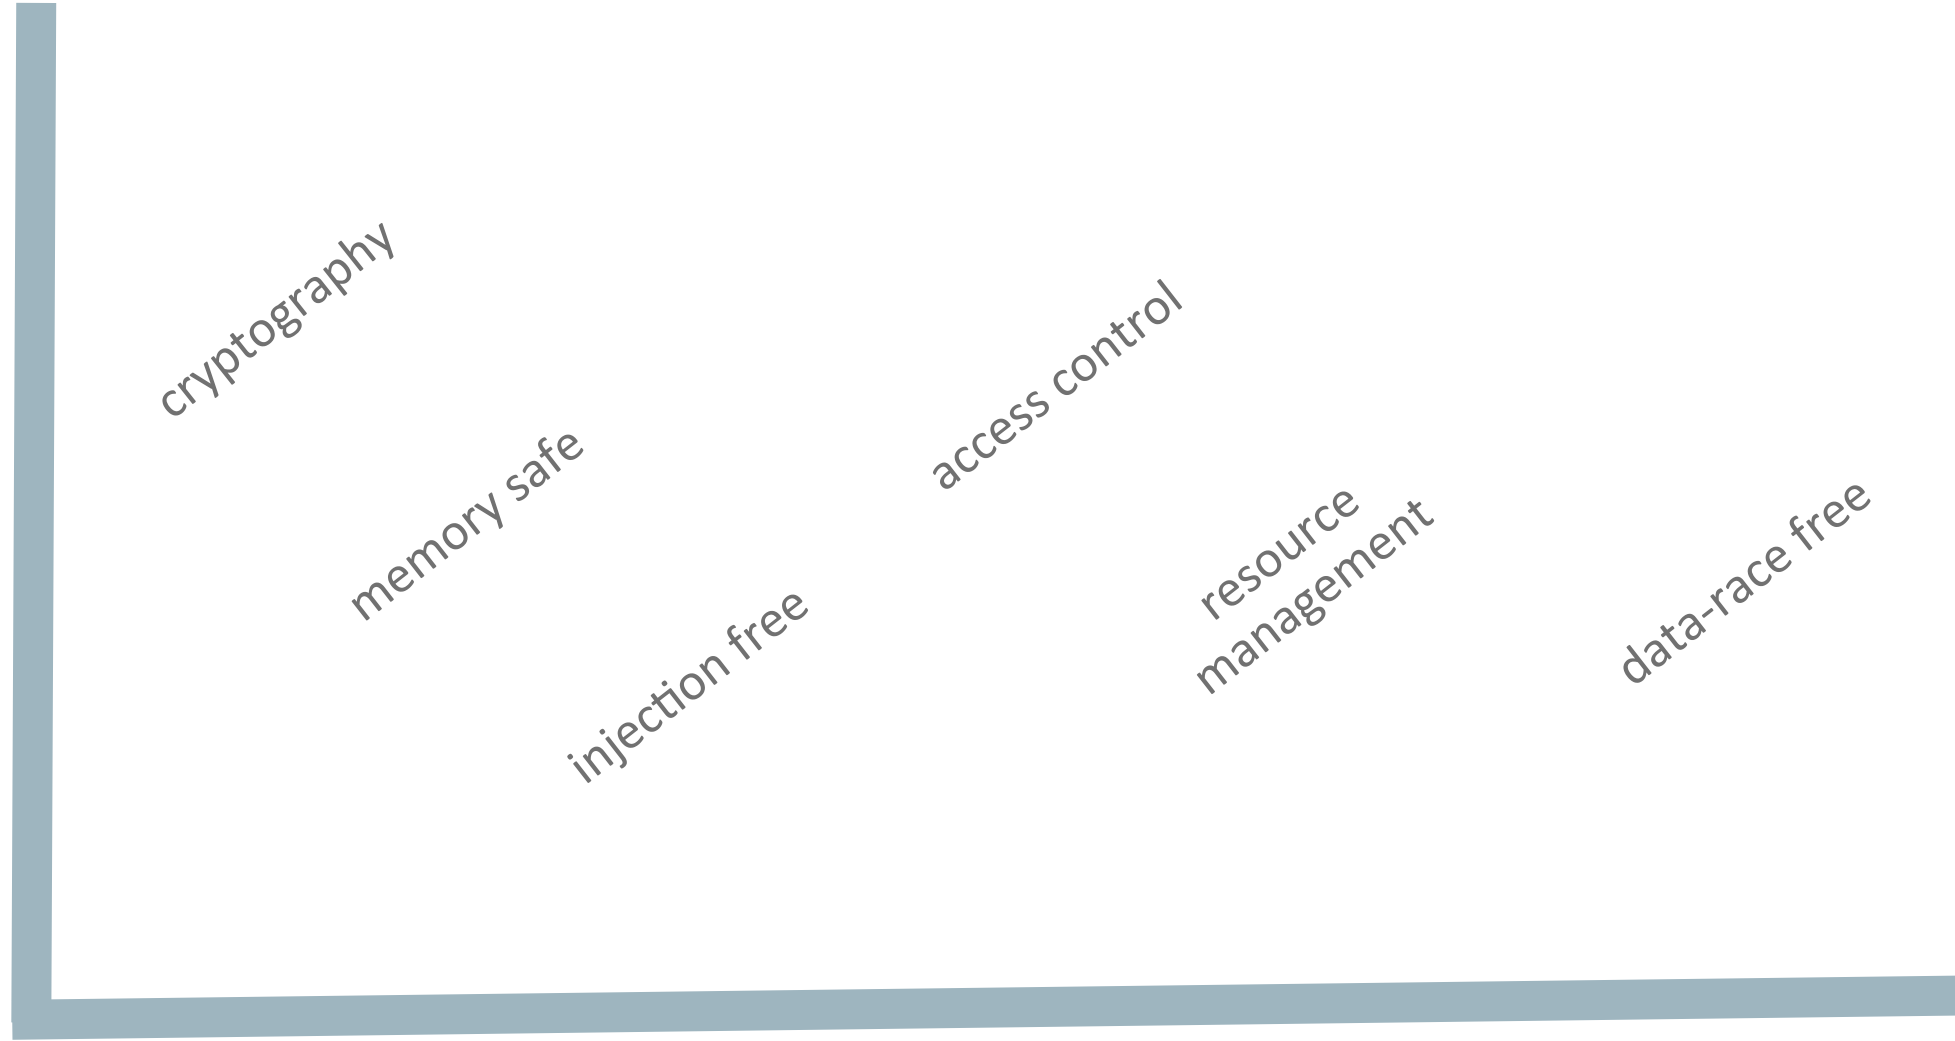 cryptography
memory safe
injection free
access control
resource
management
data-race free